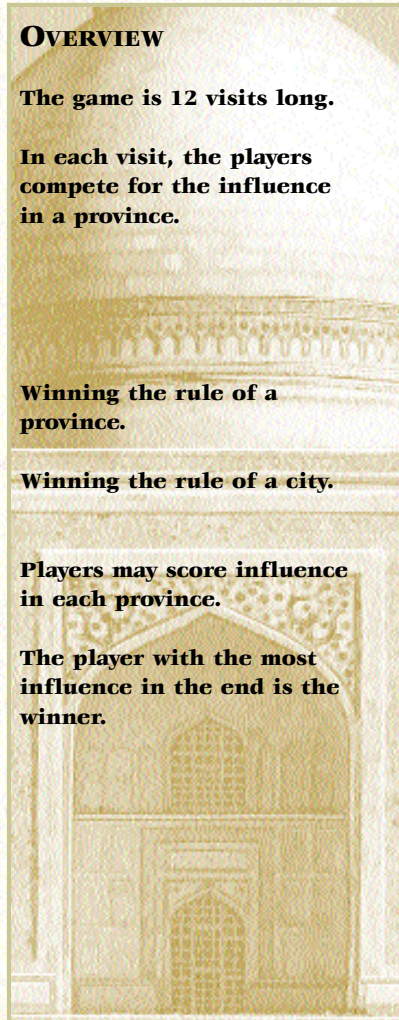 OVERVIEW
The game is 12 visits long.
In each visit, the players
compete for the influence
in a province.
Winning the rule of a
province.
Winning the rule of a city.
Players may score influence
in each province.
The player with the most
influence in the end is the
winner.